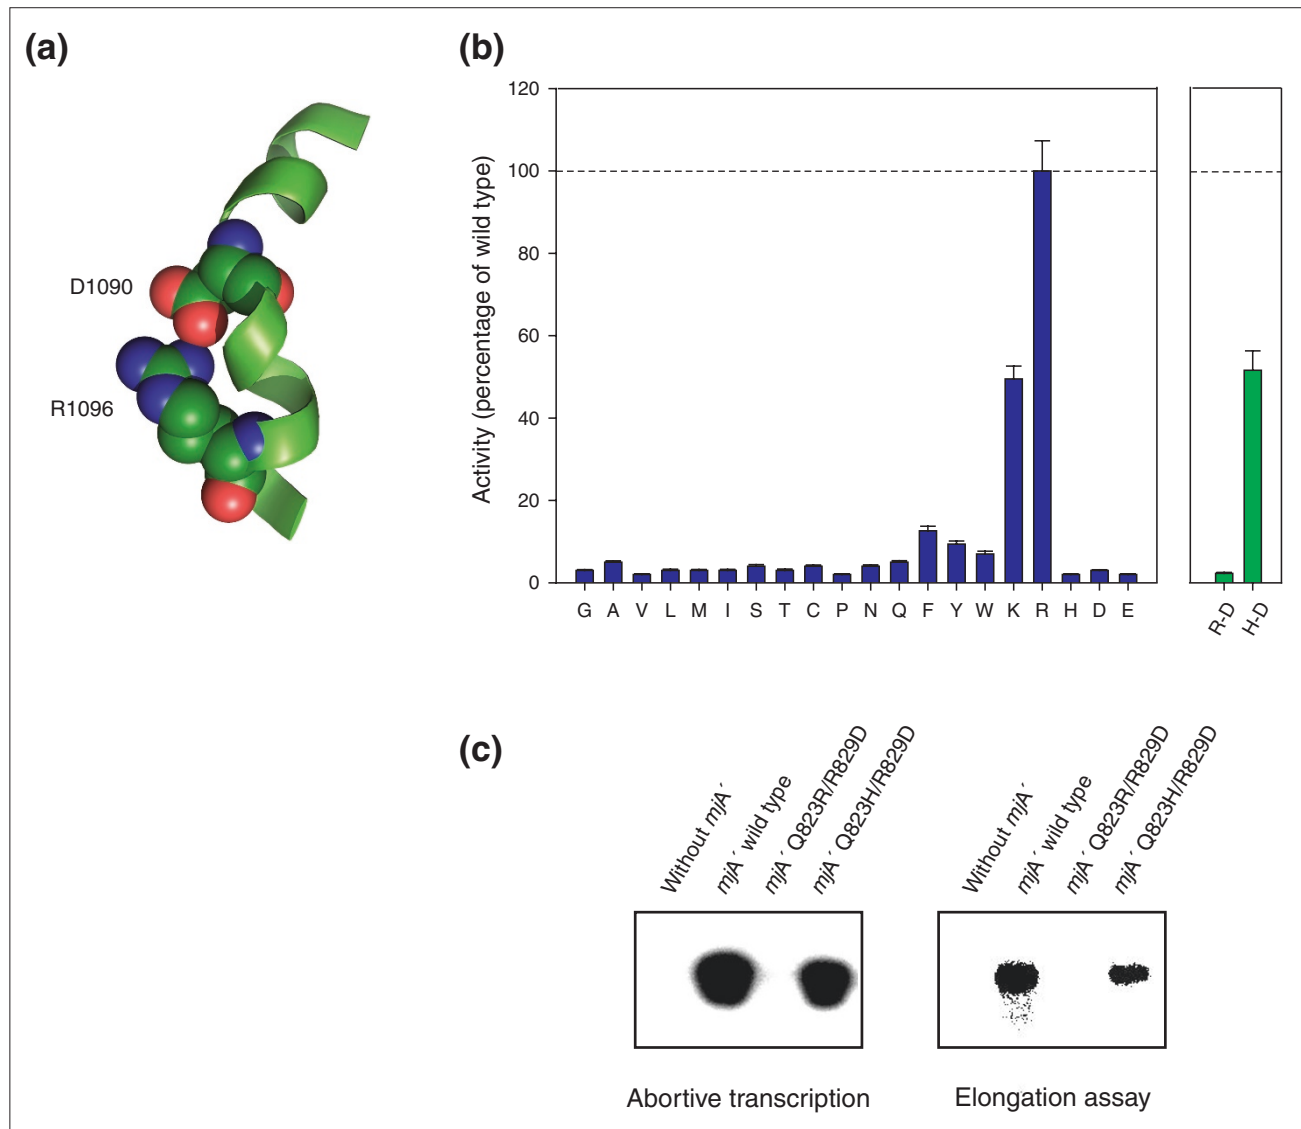 (a)
D1090
R1096
(b)
Activity (percentage of wild type)
120
100
80
60
40
20
0
G A V L M I S T C P N Q F Y W K R H D E
R-D H-D
(c)
Without mjA´
mjA´ wild type
mjA´ Q823R/R829D
mjA´ Q823H/R829D
Abortive transcription
Without mjA´
mjA´ wild type
mjA´ Q823R/R829D
mjA´ Q823H/R829D
Elongation assay